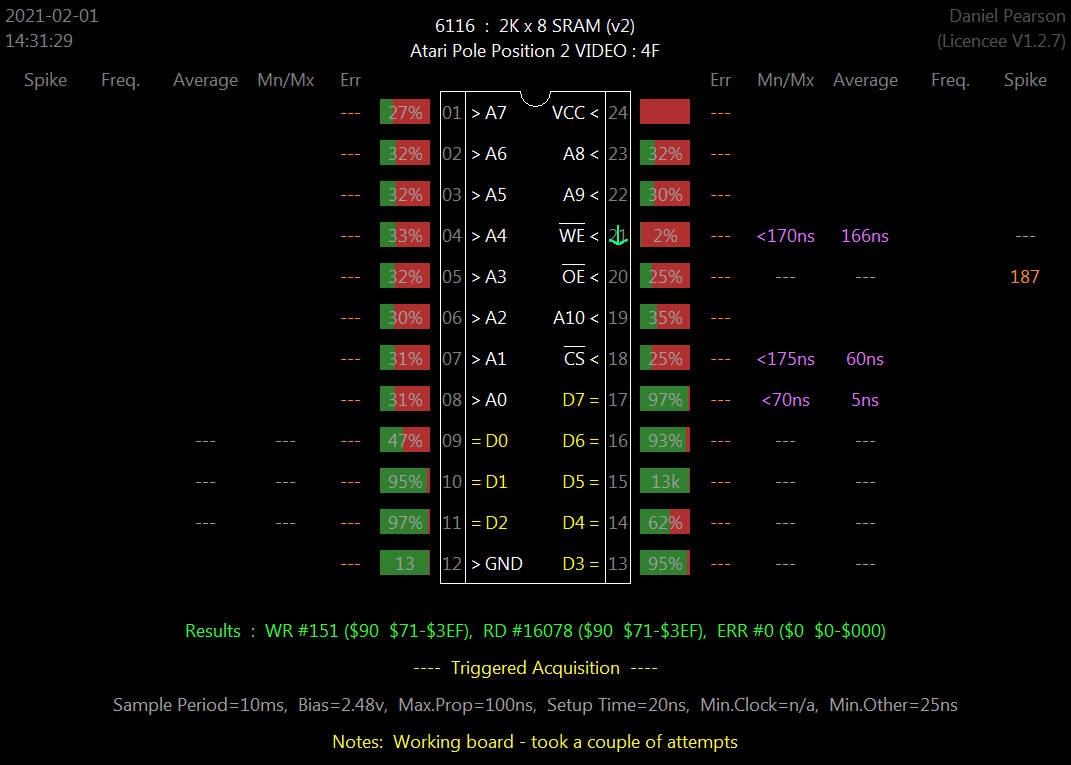 2021-02-01 6116 : 2K x 8 SRAM (v2) Daniel Pearson
14:31:29 Atari Pole Position 2 VIDEO : 4F (Licencee V1.2.7)
Spike Freq. Average Mn/Mx Err Err Mn/Mx Average Freq. Spike
--- 27% 01 > A7 VCC < 24 ---
--- 32% 02 > A6 A8 < 23 32% ---
--- 32% 03 > A5 A9 < 22 30% ---
--- 33% 04 > A4 WE < 21 2% --- <170ns 166ns ---
--- 32% 05 > A3 OE < 20 25% --- --- --- 187
--- 30% 06 > A2 A10 < 19 35% ---
--- 31% 07 > A1 CS < 18 25% --- <175ns 60ns
--- 31% 08 > A0 D7 = 17 97% --- <70ns 5ns
--- --- --- 47% 09 = D0 D6 = 16 93% --- --- ---
--- --- --- 95% 10 = D1 D5 = 15 13k --- --- ---
--- --- --- 97% 11 = D2 D4 = 14 62% --- --- ---
--- 13 12 > GND D3 = 13 95% --- --- ---
Results : WR #151 ($90 $71-$3EF), RD #16078 ($90 $71-$3EF), ERR #0 ($0 $0-$000)
---- Triggered Acquisition ----
Sample Period=10ms, Bias=2.48v, Max.Prop=100ns, Setup Time=20ns, Min.Clock=n/a, Min.Other=25ns
Notes: Working board - took a couple of attempts